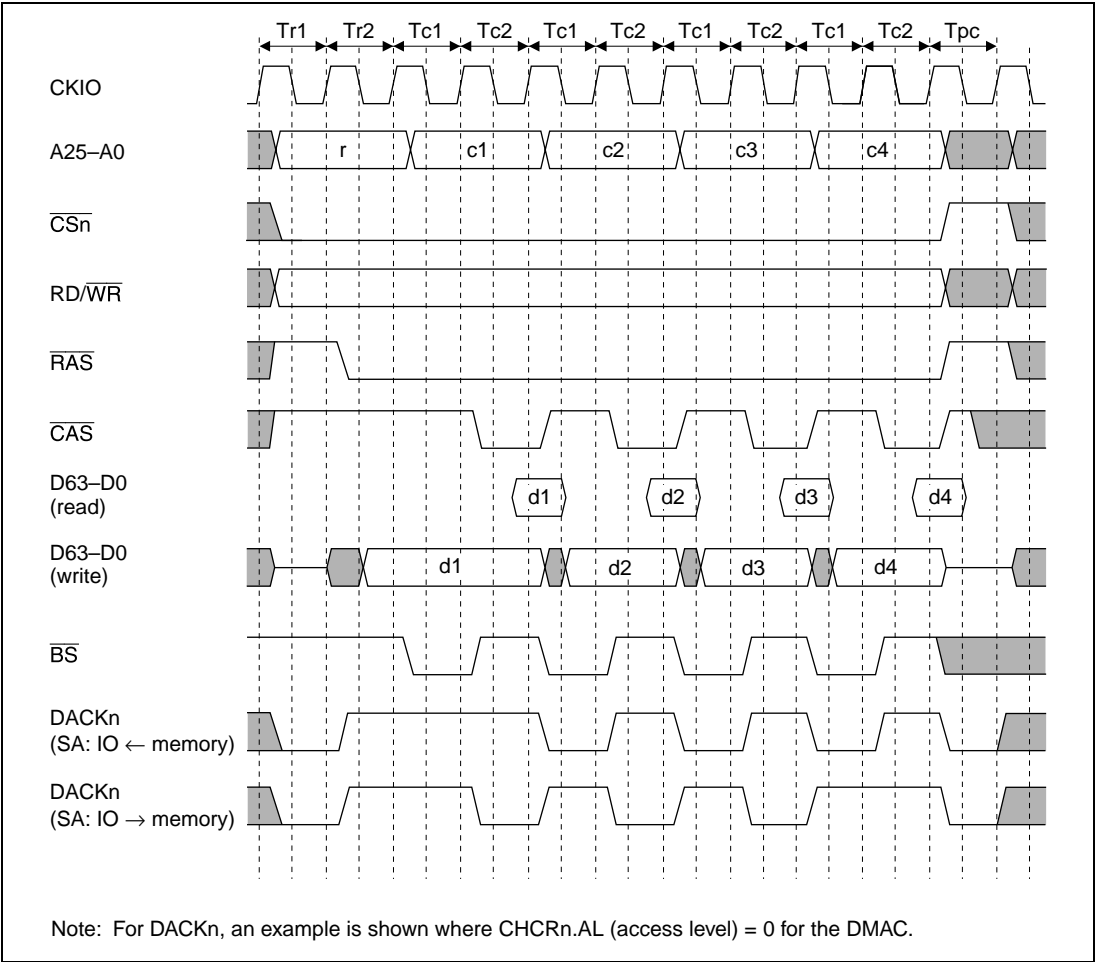 Tr1 Tr2 Tc1 Tc2 Tc1 Tc2 Tc1 Tc2 Tc1 Tc2 Tpc
CKIO
A25–A0 r c1 c2 c3 c4
CSn
RD/WR
RAS
CAS
D63–D0
(read) d1 d2 d3 d4
D63–D0
(write) d1 d2 d3 d4
BS
DACKn
(SA: IO ← memory)
DACKn
(SA: IO → memory)
Note: For DACKn, an example is shown where CHCRn.AL (access level) = 0 for the DMAC.